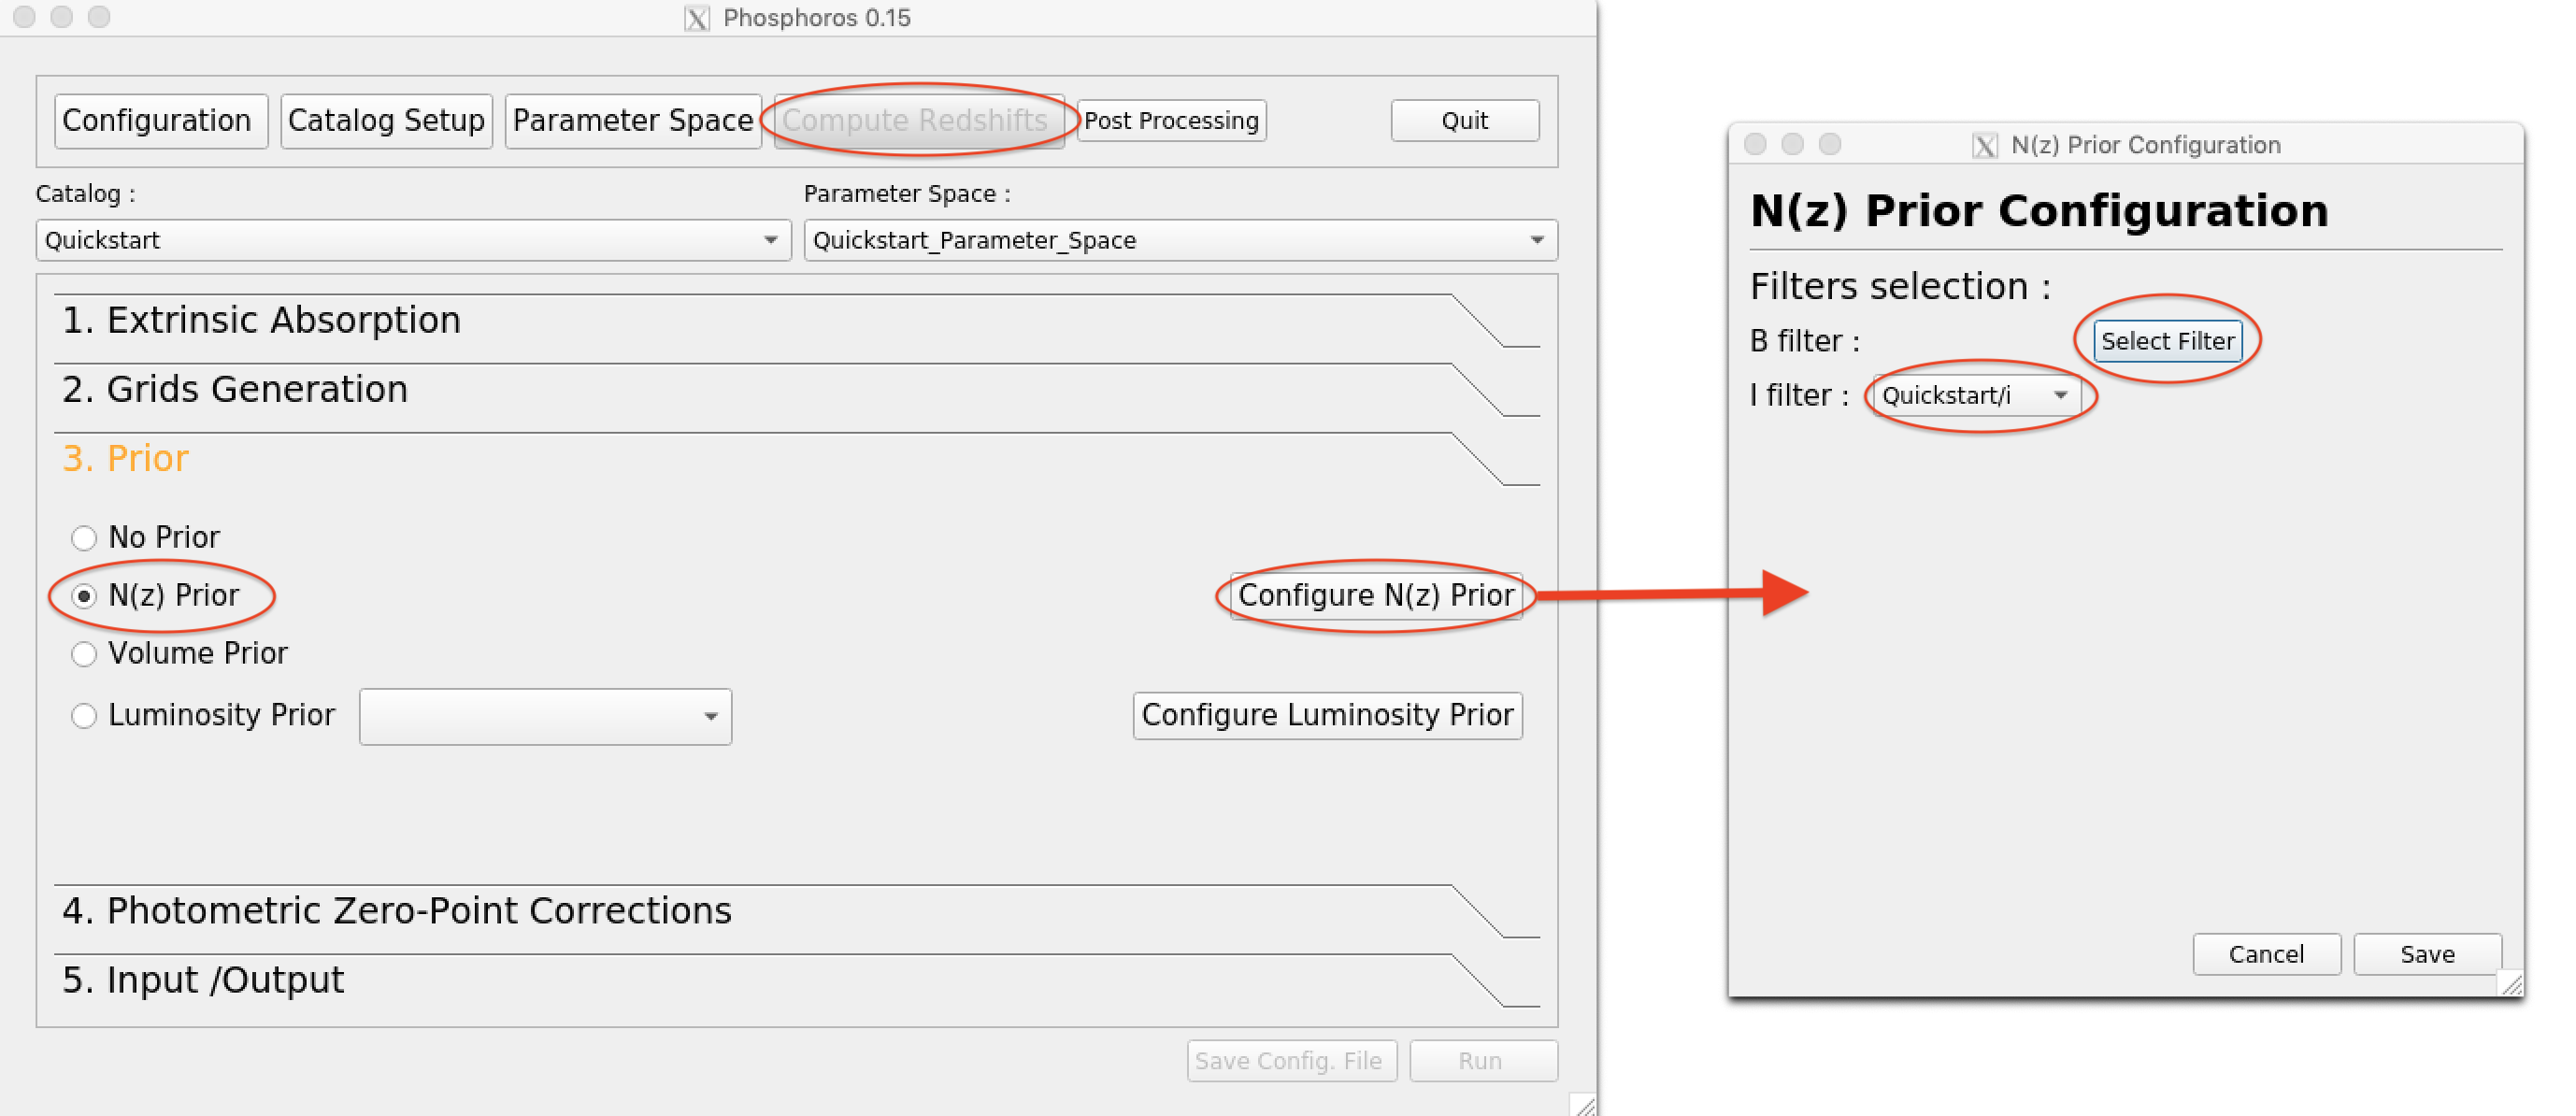 Phosphoros 0.15
Configuration Catalog Setup Parameter Space Compute Redshifts Post Processing Quit
Catalog : Parameter Space :
Quickstart Quickstart_Parameter_Space
1. Extrinsic Absorption
2. Grids Generation
3. Prior
No Prior
N(z) Prior Configure N(z) Prior
Volume Prior
Luminosity Prior Configure Luminosity Prior
4. Photometric Zero-Point Corrections
5. Input /Output
Save Config. File Run
N(z) Prior Configuration
N(z) Prior Configuration
Filters selection :
B filter : Select Filter
I filter : Quickstart/i
Cancel Save